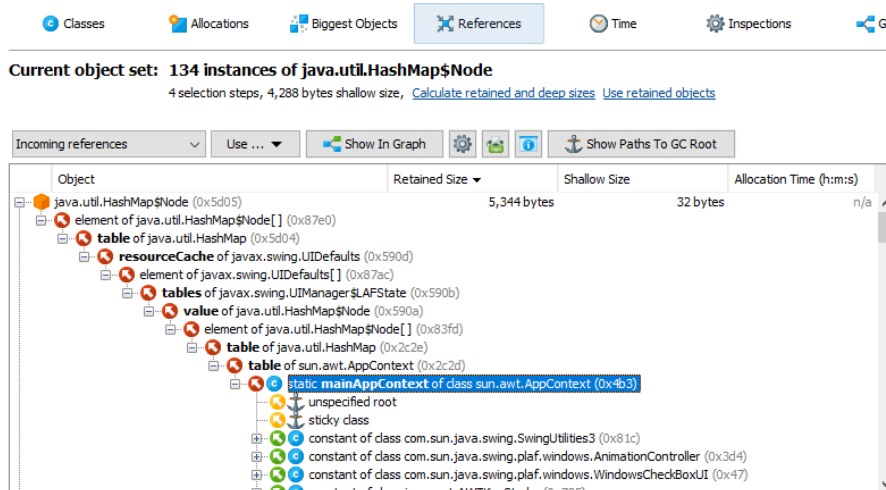 Classes Allocations Biggest Objects References Time Inspections G
Current object set: 134 instances of java.util.HashMap$Node
4 selection steps, 4,288 bytes shallow size, Calculate retained and deep sizes Use retained objects
Incoming references Use ... Show In Graph Show Paths To GC Root
Object Retained Size Shallow Size Allocation Time (h:m:s)
java.util.HashMap$Node (0x5d05) 5,344 bytes 32 bytes n/a
element of java.util.HashMap$Node[] (0x87e0)
table of java.util.HashMap (0x5d04)
resourceCache of javax.swing.UIDefaults (0x590d)
element of javax.swing.UIDefaults[] (0x87ac)
tables of javax.swing.UIManager$LAFState (0x590b)
value of java.util.HashMap$Node (0x590a)
element of java.util.HashMap$Node[] (0x83fd)
table of java.util.HashMap (0x2c2e)
table of sun.awt.AppContext (0x2c2d)
static mainAppContext of class sun.awt.AppContext (0x4b3)
unspecified root
sticky class
constant of class com.sun.java.swing.SwingUtilities3 (0x81c)
constant of class com.sun.java.swing.plaf.windows.AnimationController (0x3d4)
constant of class com.sun.java.swing.plaf.windows.WindowsCheckBoxUI (0x47)